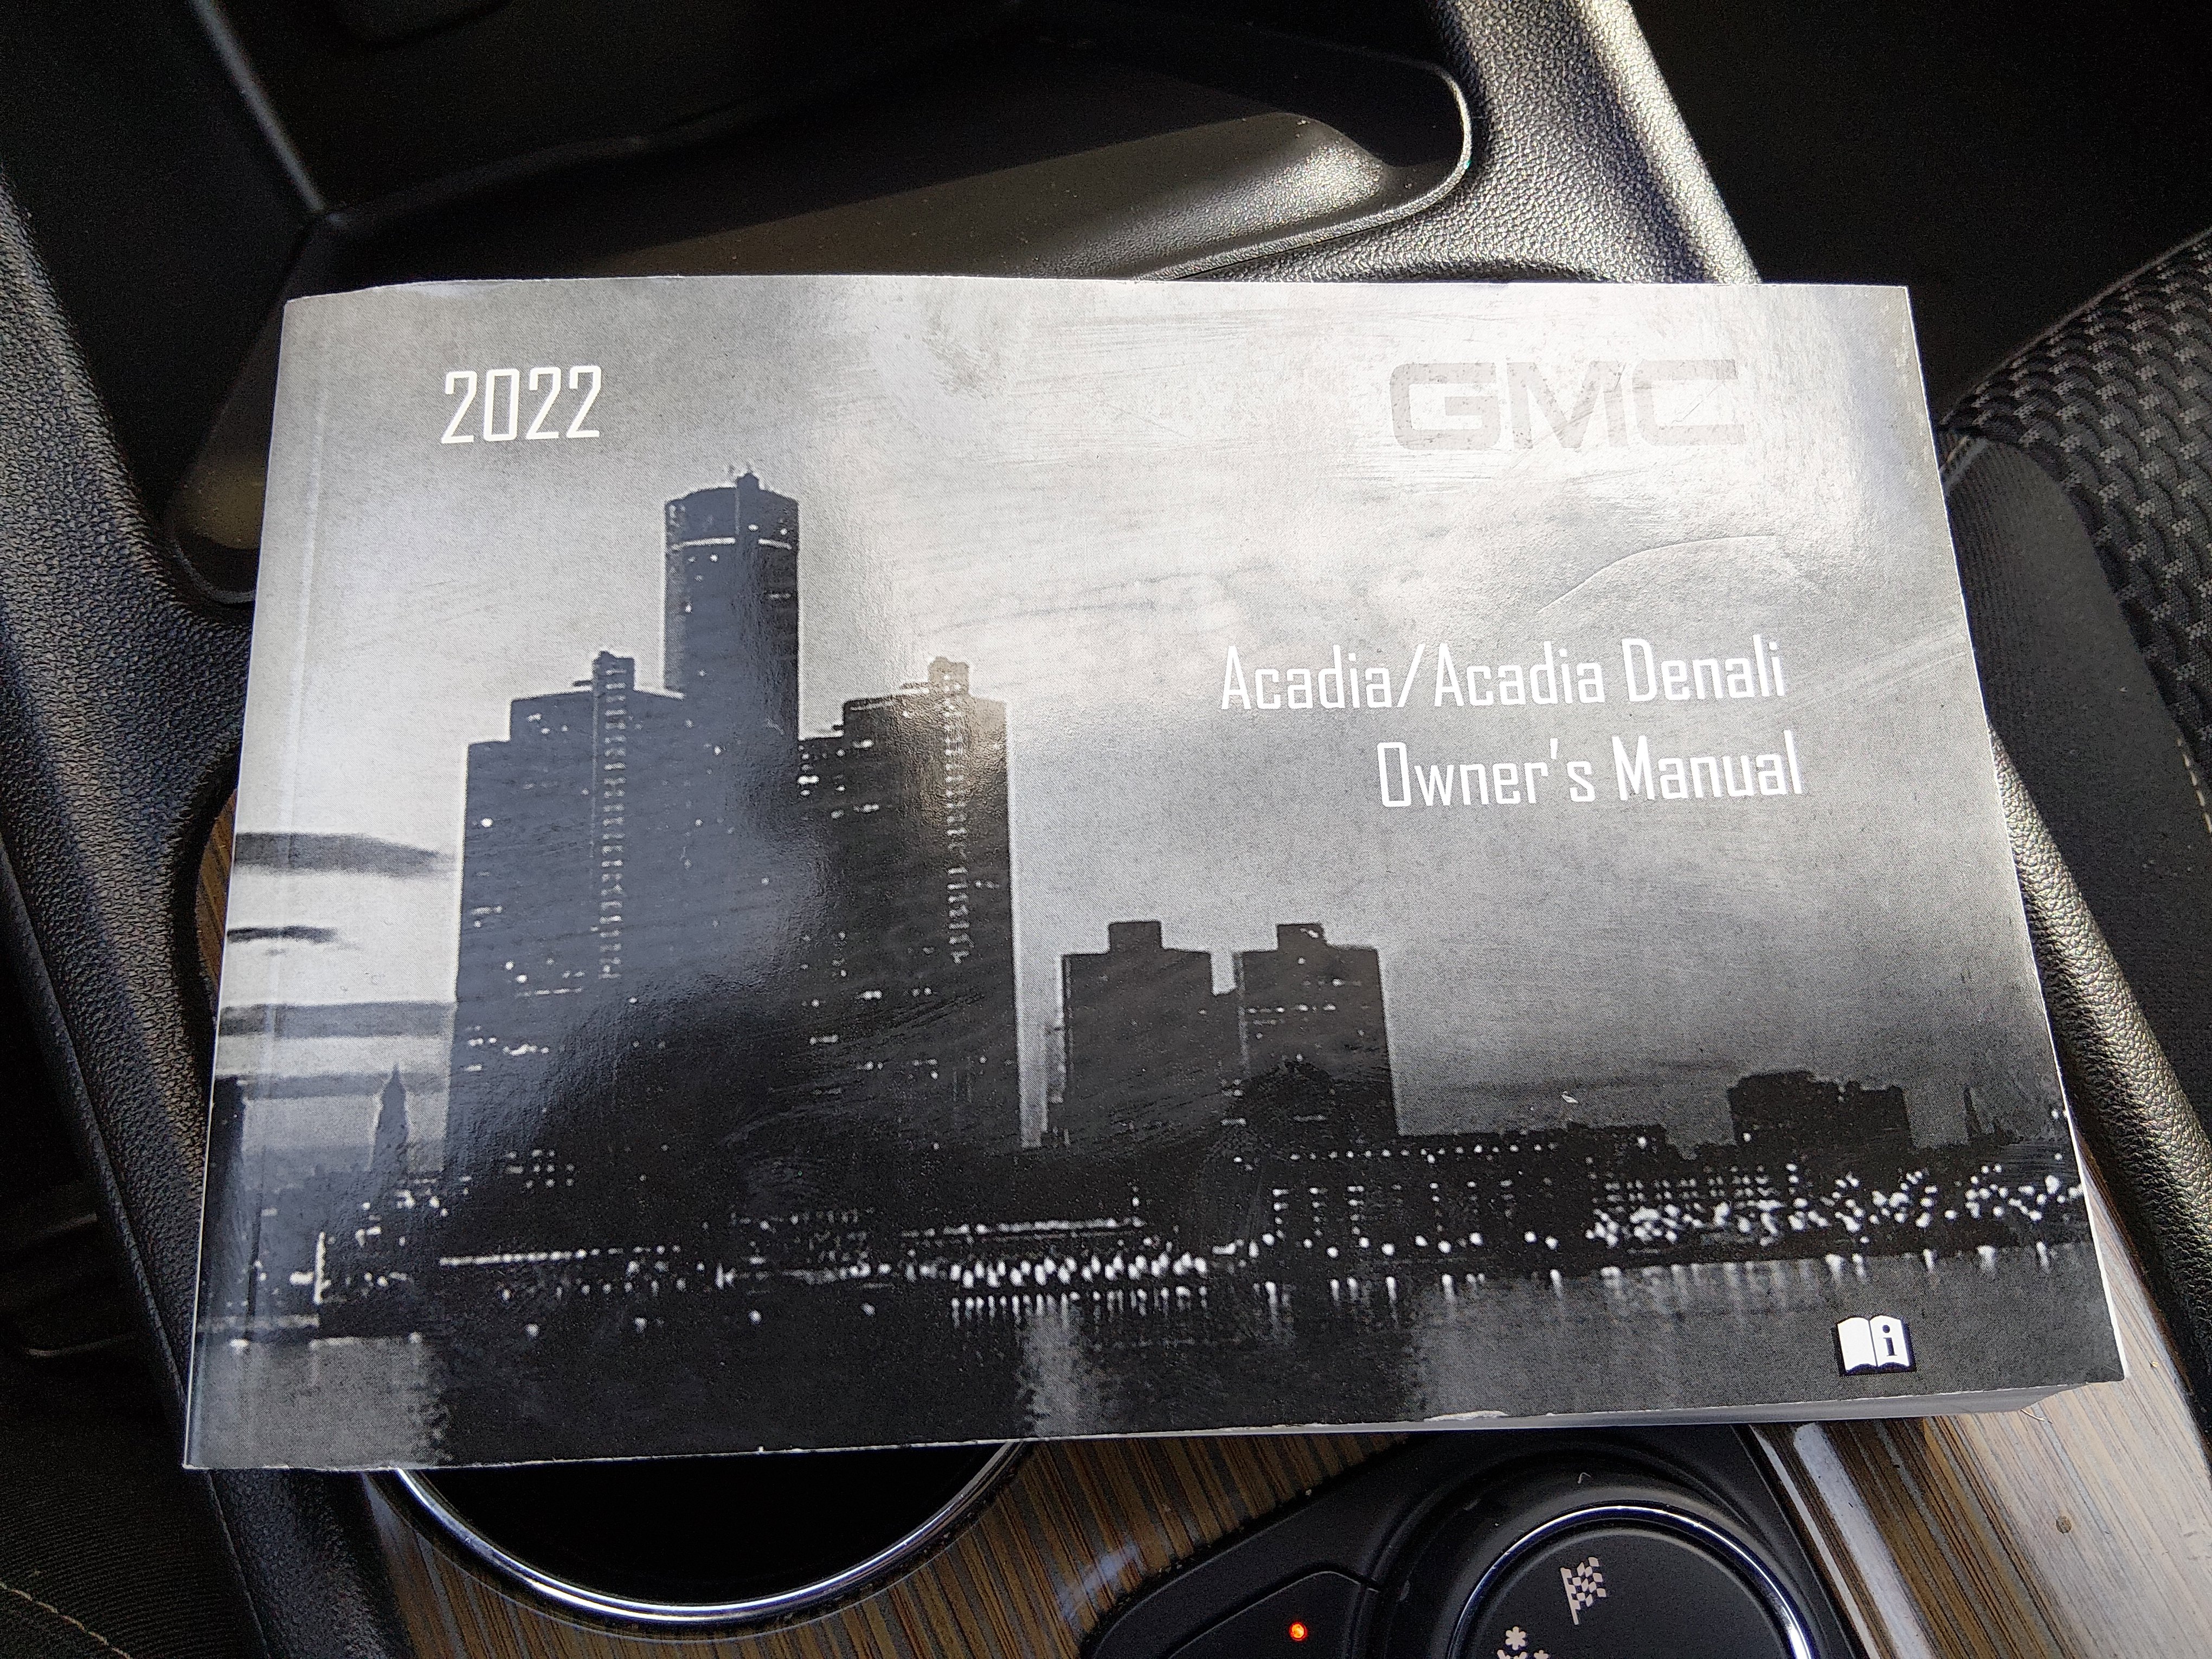 2022
GMC
Acadia/Acadia Denali
Owner's Manual
i